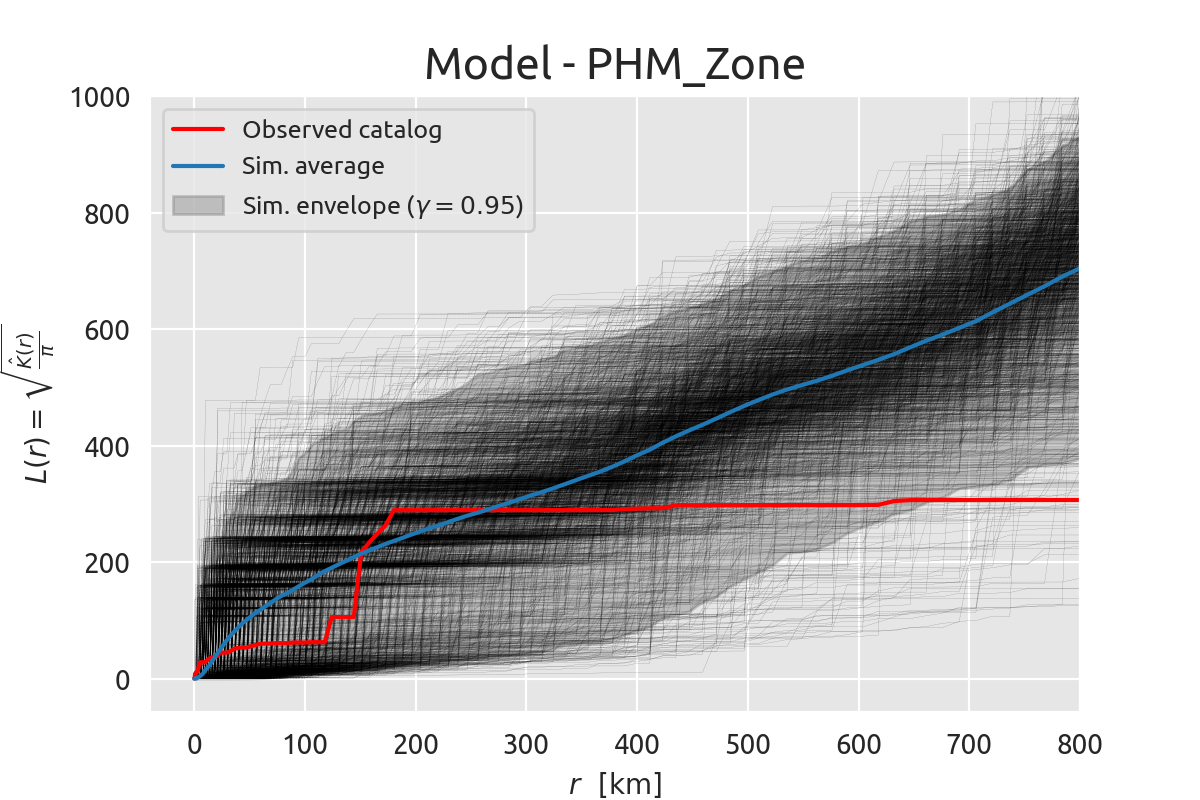 Model - PHM_Zone
1000
800
600
400
200
0
L(r) = √(K̂(r)/π)
Observed catalog
Sim. average
Sim. envelope (γ = 0.95)
0 100 200 300 400 500 600 700 800
r [km]